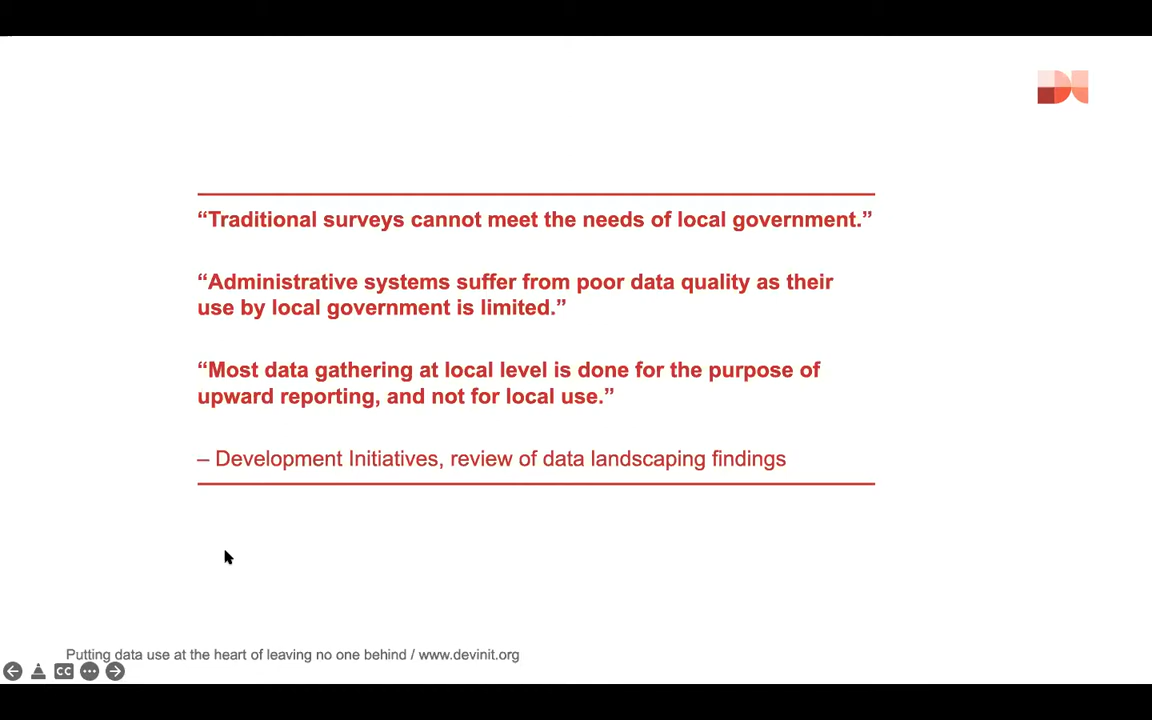 “Traditional surveys cannot meet the needs of local government.”
“Administrative systems suffer from poor data quality as their
use by local government is limited.”
“Most data gathering at local level is done for the purpose of
upward reporting, and not for local use.”
– Development Initiatives, review of data landscaping findings
Putting data use at the heart of leaving no one behind / www.devinit.org
CC